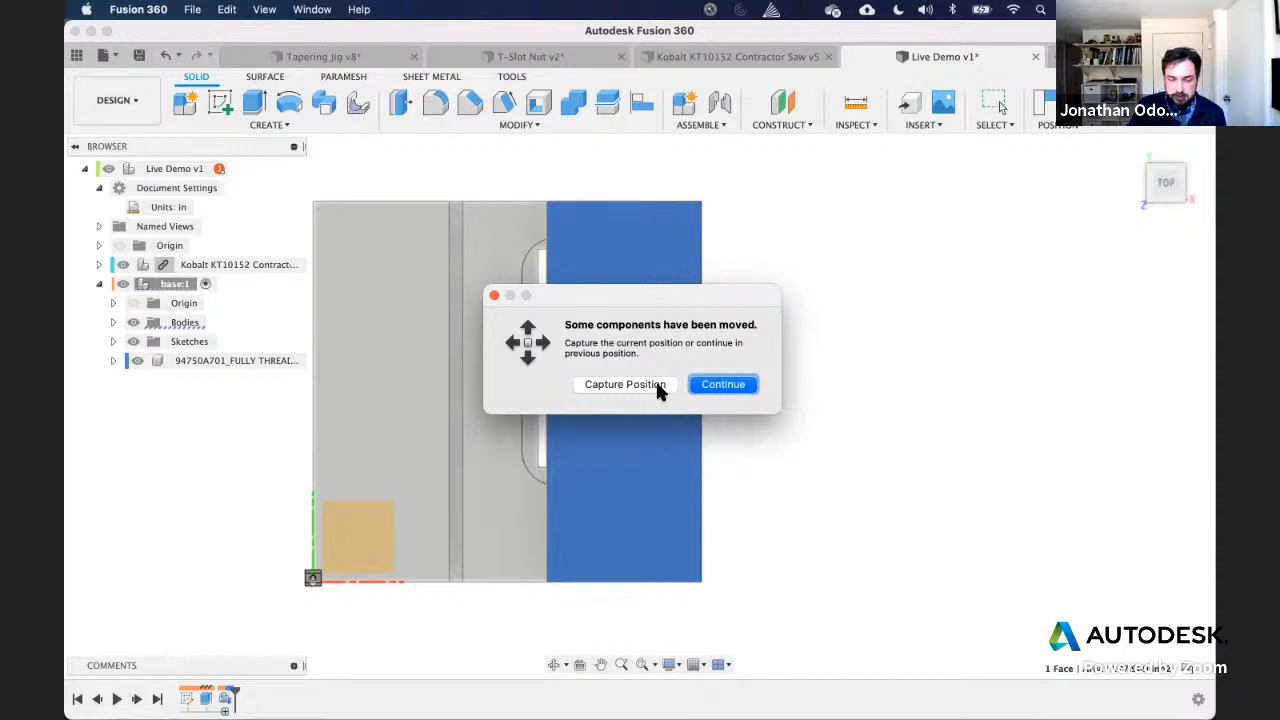 Fusion 360 File Edit View Window Help
Autodesk Fusion 360
Tapering Jig v8* T-Slot Nut v2* Kobalt KT10152 Contractor Saw v5 Live Demo v1*
SOLID SURFACE PARAMESH SHEET METAL TOOLS
DESIGN
CREATE MODIFY ASSEMBLE CONSTRUCT INSPECT INSERT SELECT
Jonathan Odo...
BROWSER
Live Demo v1
Document Settings
Units: in
Named Views
Origin
Kobalt KT10152 Contract...
base:1
Origin
Bodies
Sketches
94750A701_FULLY THREAD...
TOP
Y
X
Z
Some components have been moved.
Capture the current position or continue in
previous position.
Capture Position Continue
AUTODESK.
Powered by Zoom
1 Face
COMMENTS